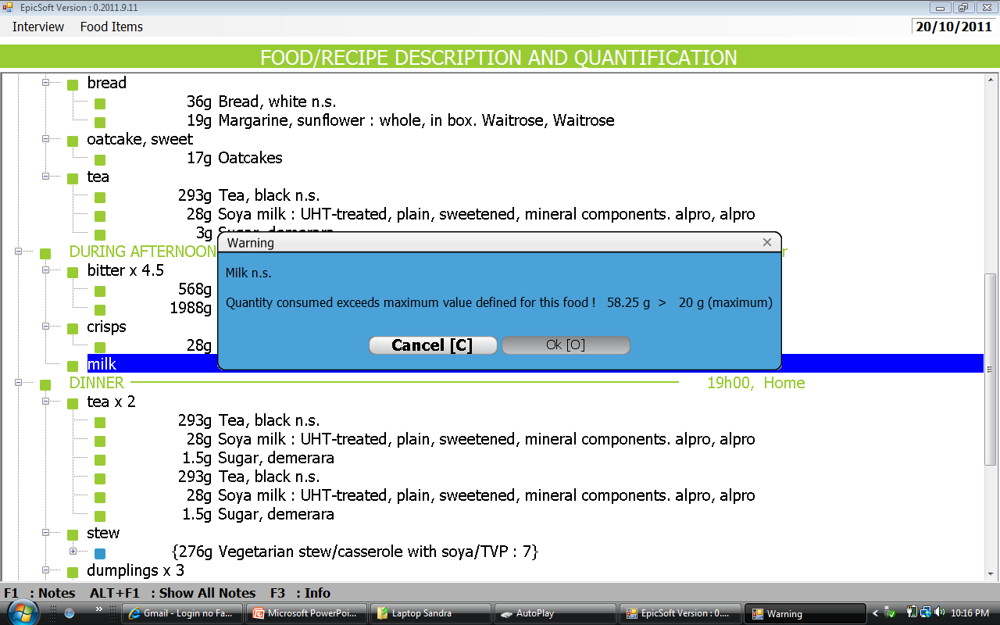 EpicSoft Version : 0.2011.9.11
Interview Food Items 20/10/2011
FOOD/RECIPE DESCRIPTION AND QUANTIFICATION
bread
36g Bread, white n.s.
19g Margarine, sunflower : whole, in box. Waitrose, Waitrose
oatcake, sweet
17g Oatcakes
tea
293g Tea, black n.s.
28g Soya milk : UHT-treated, plain, sweetened, mineral components. alpro, alpro
3g Sugar, demerara
DURING AFTERNOON
bitter x 4.5
568g
1988g
crisps
28g
milk
Warning
Milk n.s.
Quantity consumed exceeds maximum value defined for this food ! 58.25 g > 20 g (maximum)
Cancel [C] Ok [O]
DINNER 19h00, Home
tea x 2
293g Tea, black n.s.
28g Soya milk : UHT-treated, plain, sweetened, mineral components. alpro, alpro
1.5g Sugar, demerara
293g Tea, black n.s.
28g Soya milk : UHT-treated, plain, sweetened, mineral components. alpro, alpro
1.5g Sugar, demerara
stew
{276g Vegetarian stew/casserole with soya/TVP : 7}
dumplings x 3
F1 : Notes ALT+F1 : Show All Notes F3 : Info
Gmail - Login no Fa... Microsoft PowerPoi... Laptop Sandra AutoPlay EpicSoft Version : 0.... Warning 10:16 PM